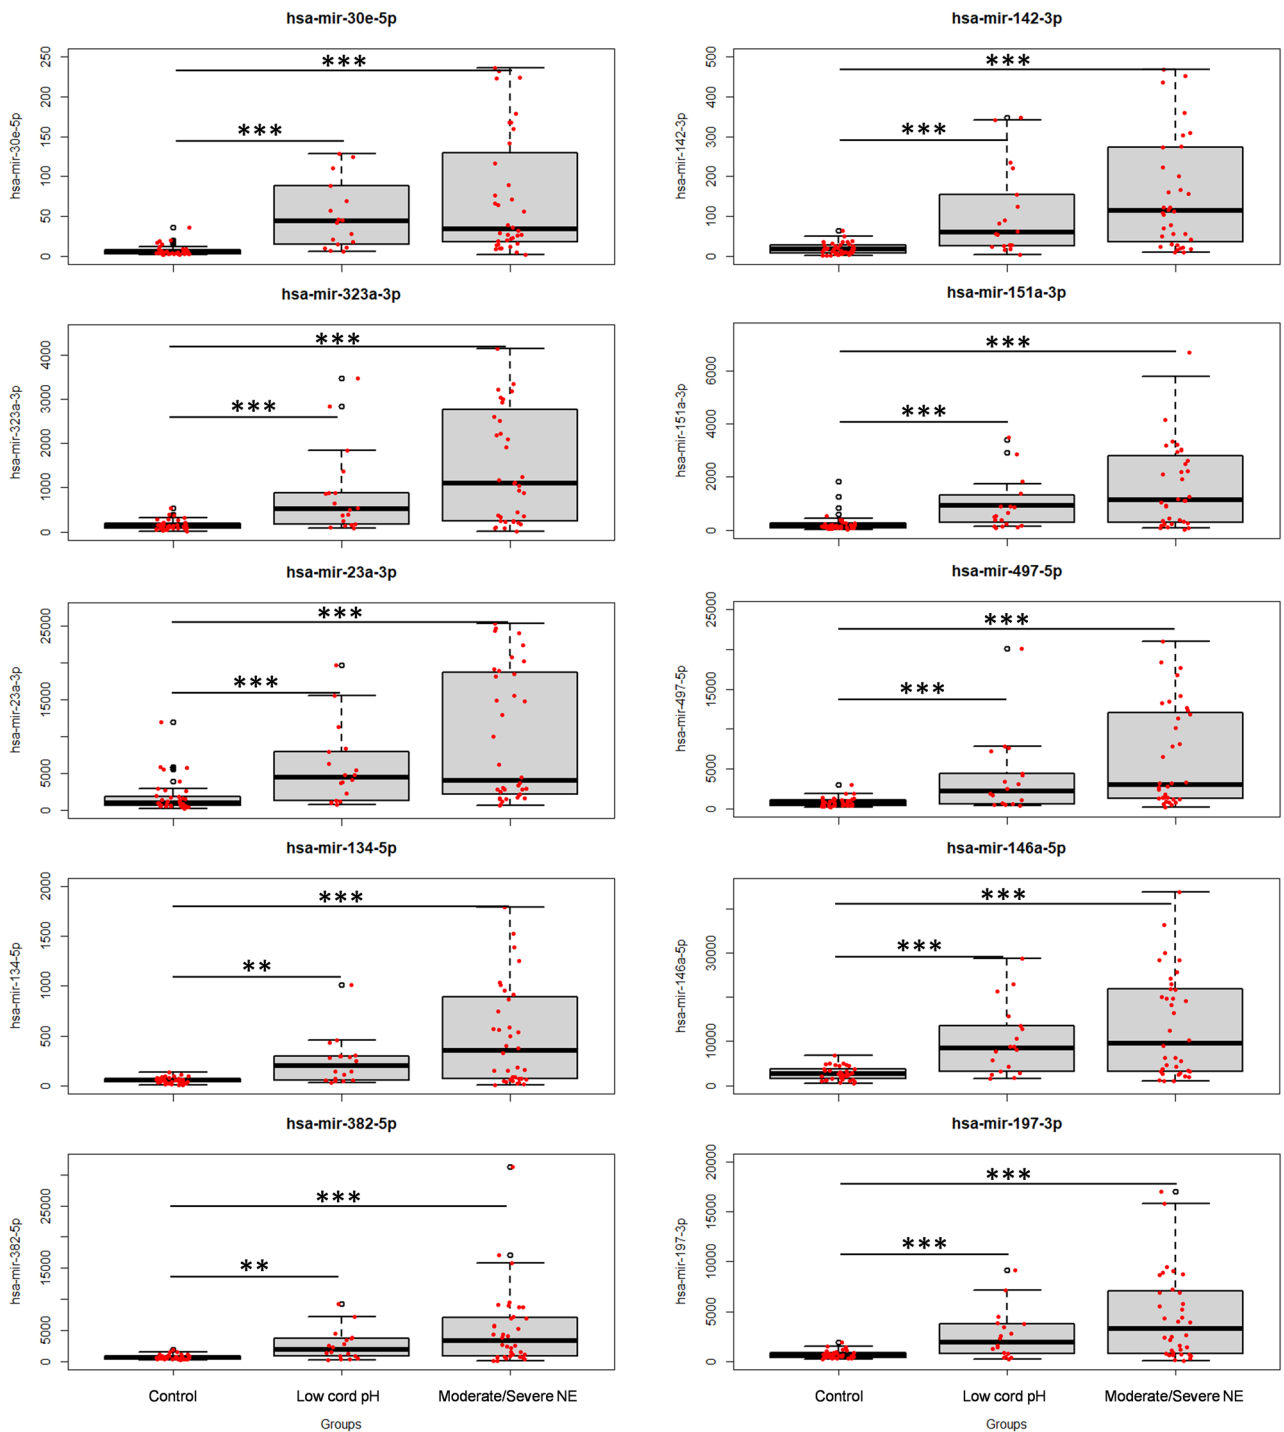 hsa-mir-30e-5p
hsa-mir-30e-5p
250
200
150
100
50
0
***
***
hsa-mir-142-3p
hsa-mir-142-3p
500
400
300
200
100
0
***
***
hsa-mir-323a-3p
hsa-mir-323a-3p
4000
3000
2000
1000
0
***
***
hsa-mir-151a-3p
hsa-mir-151a-3p
6000
4000
2000
0
***
***
hsa-mir-23a-3p
hsa-mir-23a-3p
25000
15000
5000
0
***
***
hsa-mir-497-5p
hsa-mir-497-5p
25000
15000
5000
0
***
***
hsa-mir-134-5p
hsa-mir-134-5p
2000
1500
1000
500
0
***
**
hsa-mir-146a-5p
hsa-mir-146a-5p
30000
10000
0
***
***
hsa-mir-382-5p
hsa-mir-382-5p
25000
15000
5000
0
***
**
Control
Low cord pH
Moderate/Severe NE
Groups
hsa-mir-197-3p
hsa-mir-197-3p
20000
15000
10000
5000
0
***
***
Control
Low cord pH
Moderate/Severe NE
Groups